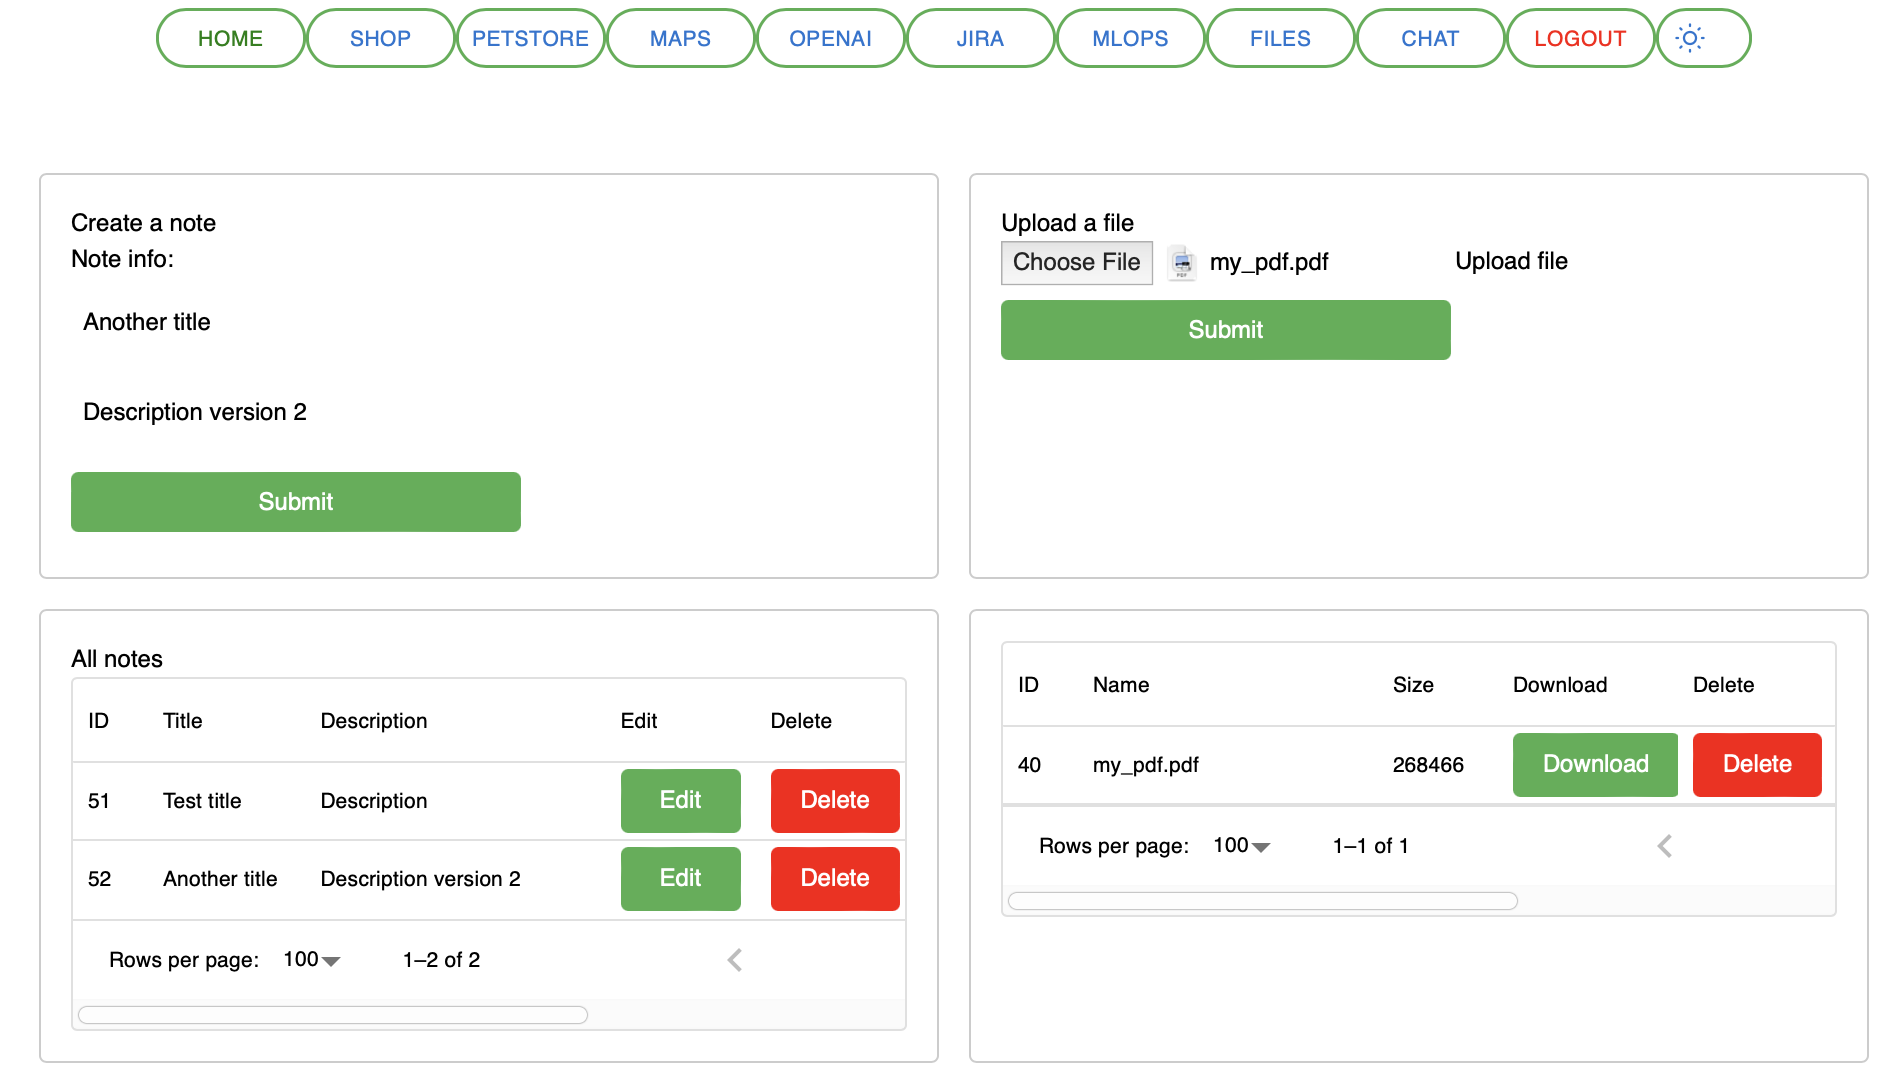 HOME SHOP PETSTORE MAPS OPENAI JIRA MLOPS FILES CHAT LOGOUT
Create a note
Note info:
Another title
Description version 2
Submit
Upload a file
Choose File my_pdf.pdf Upload file
Submit
All notes
ID Title Description Edit Delete
51 Test title Description Edit Delete
52 Another title Description version 2 Edit Delete
Rows per page: 100 1–2 of 2
ID Name Size Download Delete
40 my_pdf.pdf 268466 Download Delete
Rows per page: 100 1–1 of 1